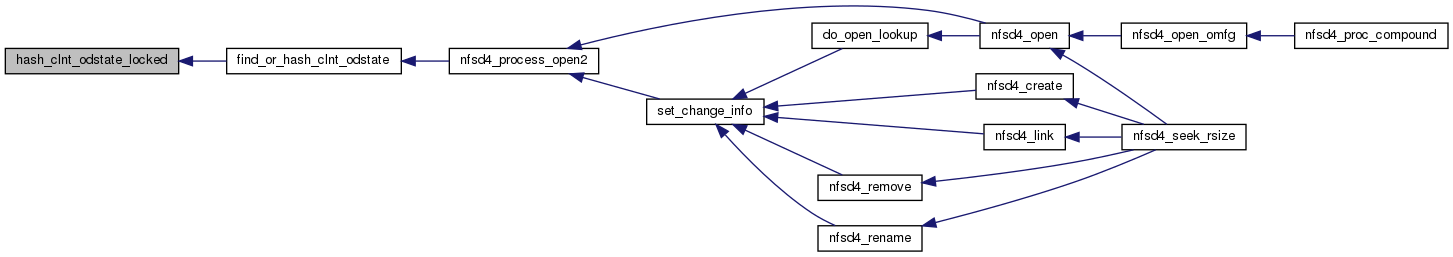 hash_clnt_odstate_locked
find_or_hash_clnt_odstate
nfsd4_process_open2
set_change_info
do_open_lookup
nfsd4_open
nfsd4_open_omfg
nfsd4_proc_compound
nfsd4_create
nfsd4_link
nfsd4_seek_rsize
nfsd4_remove
nfsd4_rename